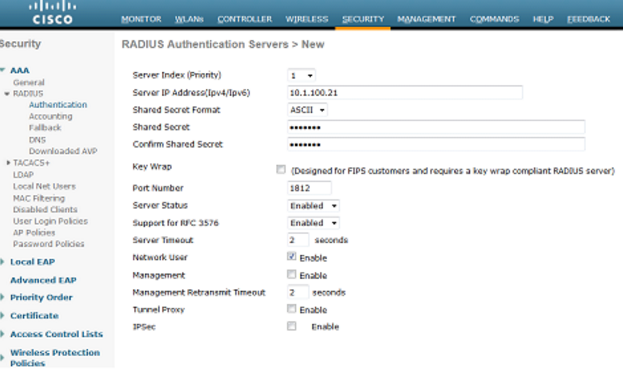 CISCO
MONITOR WLANs CONTROLLER WIRELESS SECURITY MANAGEMENT COMMANDS HELP FEEDBACK
Security
AAA
General
RADIUS
Authentication
Accounting
Fallback
DNS
Downloaded AVP
TACACS+
LDAP
Local Net Users
MAC Filtering
Disabled Clients
User Login Policies
AP Policies
Password Policies
Local EAP
Advanced EAP
Priority Order
Certificate
Access Control Lists
Wireless Protection
Policies
RADIUS Authentication Servers > New
Server Index (Priority) 1
Server IP Address(Ipv4/Ipv6) 10.1.100.21
Shared Secret Format ASCII
Shared Secret •••••••
Confirm Shared Secret •••••••
Key Wrap (Designed for FIPS customers and requires a key wrap compliant RADIUS server)
Port Number 1812
Server Status Enabled
Support for RFC 3576 Enabled
Server Timeout 2 seconds
Network User Enable
Management Enable
Management Retransmit Timeout 2 seconds
Tunnel Proxy Enable
IPSec Enable